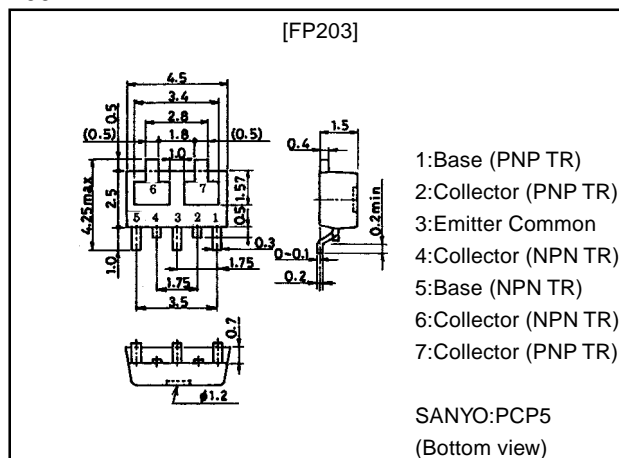 [FP203]
4.5
3.4
2.8
(0.5) 1.8 (0.5)
1.0
0.5
4.25max
2.5
1.0
6 7
1.57
5 4 3 2 1
0.5
0.3
1.75
1.75
3.5
0.7
ø1.2
1.5
0.4
0.2min
0~0.1
0.2
1:Base (PNP TR)
2:Collector (PNP TR)
3:Emitter Common
4:Collector (NPN TR)
5:Base (NPN TR)
6:Collector (NPN TR)
7:Collector (PNP TR)
SANYO:PCP5
(Bottom view)